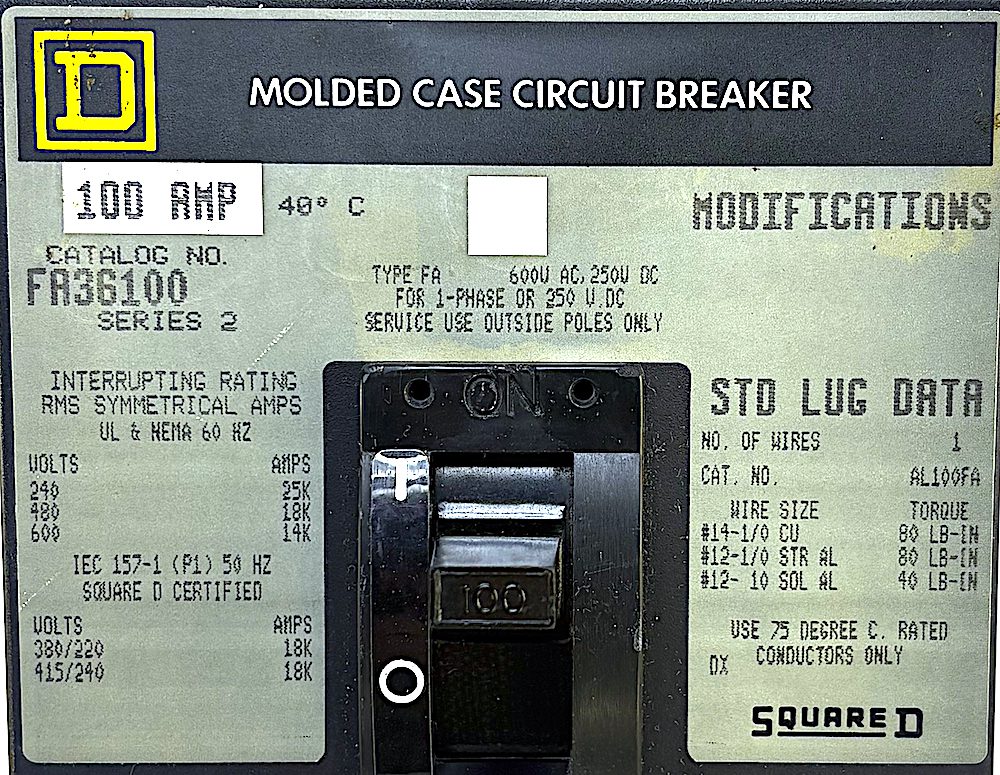 D
MOLDED CASE CIRCUIT BREAKER
100 AMP 40° C
CATALOG NO.
FA36100
SERIES 2
TYPE FA 600V AC, 250V DC
FOR 1-PHASE OR 250 V.DC
SERVICE USE OUTSIDE POLES ONLY
MODIFICATIONS
INTERRUPTING RATING
RMS SYMMETRICAL AMPS
UL & NEMA 60 HZ
VOLTS AMPS
240 25K
480 18K
600 14K
IEC 157-1 (P1) 50 HZ
SQUARE D CERTIFIED
VOLTS AMPS
380/220 18K
415/240 18K
ON
I
100
O
STD LUG DATA
NO. OF WIRES 1
CAT. NO. AL100FA
WIRE SIZE TORQUE
#14-1/0 CU 80 LB-IN
#12-1/0 STR AL 80 LB-IN
#12- 10 SOL AL 40 LB-IN
USE 75 DEGREE C. RATED
CONDUCTORS ONLY
DX
SQUARE D